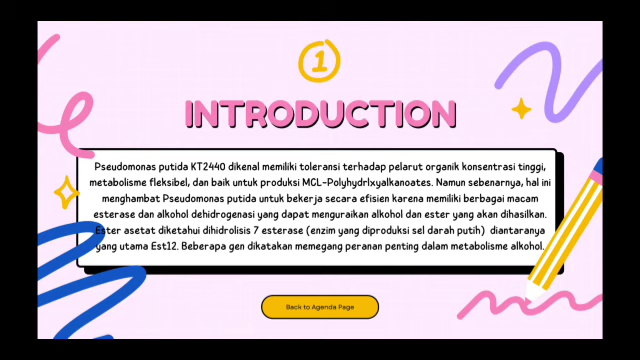 1
INTRODUCTION
Pseudomonas putida KT2440 dikenal memiliki toleransi terhadap pelarut organik konsentrasi tinggi,
metabolisme fleksibel, dan baik untuk produksi MCL-Polyhydrlxyalkanoates. Namun sebenarnya, hal ini
menghambat Pseudomonas putida untuk bekerja secara efisien karena memiliki berbagai macam
esterase dan alkohol dehidrogenasi yang dapat menguraikan alkohol dan ester yang akan dihasilkan.
Ester asetat diketahui dihidrolisis 7 esterase (enzim yang diproduksi sel darah putih) diantaranya
yang utama Est12. Beberapa gen dikatakan memegang peranan penting dalam metabolisme alkohol.
Back to Agenda Page